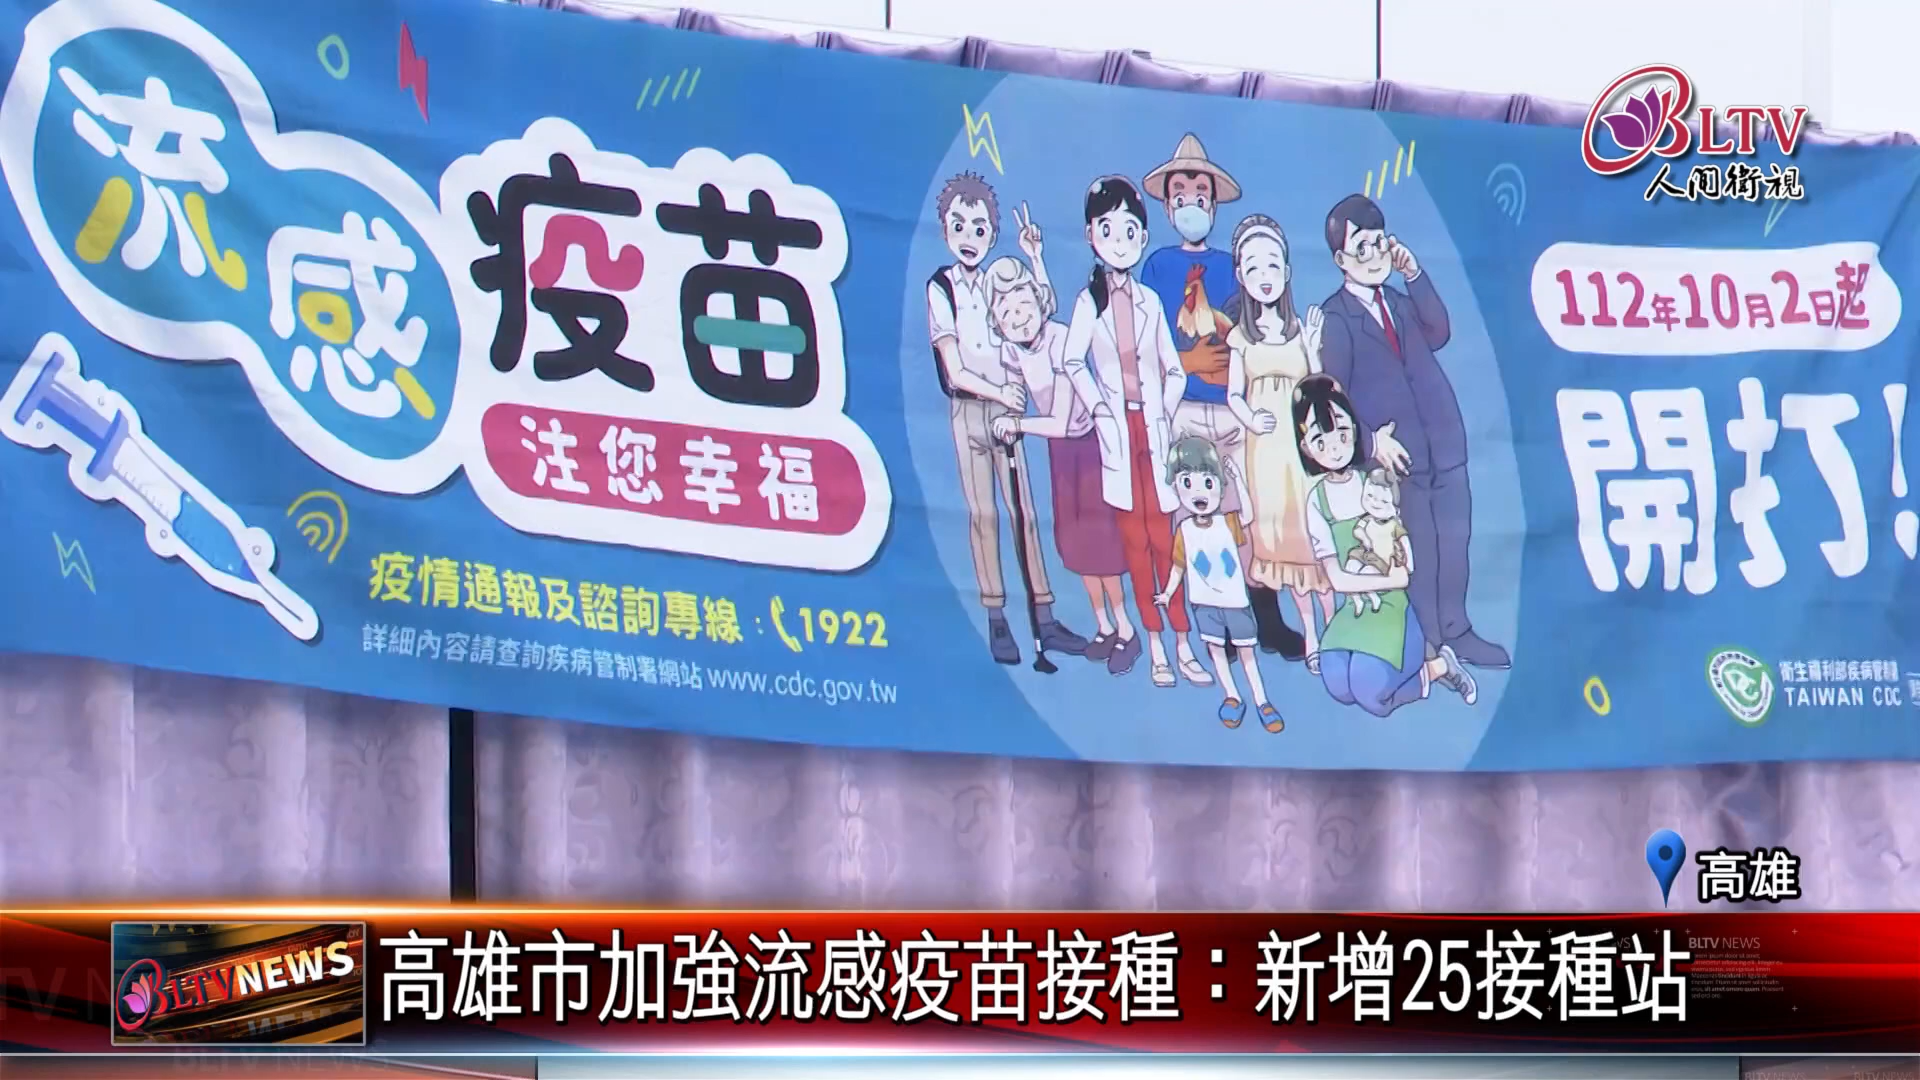 流感
疫苗
注您幸福
疫情通報及諮詢專線：1922
詳細內容請查詢疾病管制署網站 www.cdc.gov.tw
112年10月2日起
開打！
衛生福利部疾病管制署
TAIWAN CDC
BLTV
人間衛視
高雄
BLTV NEWS
高雄市加強流感疫苗接種：新增25接種站
BLTV NEWS